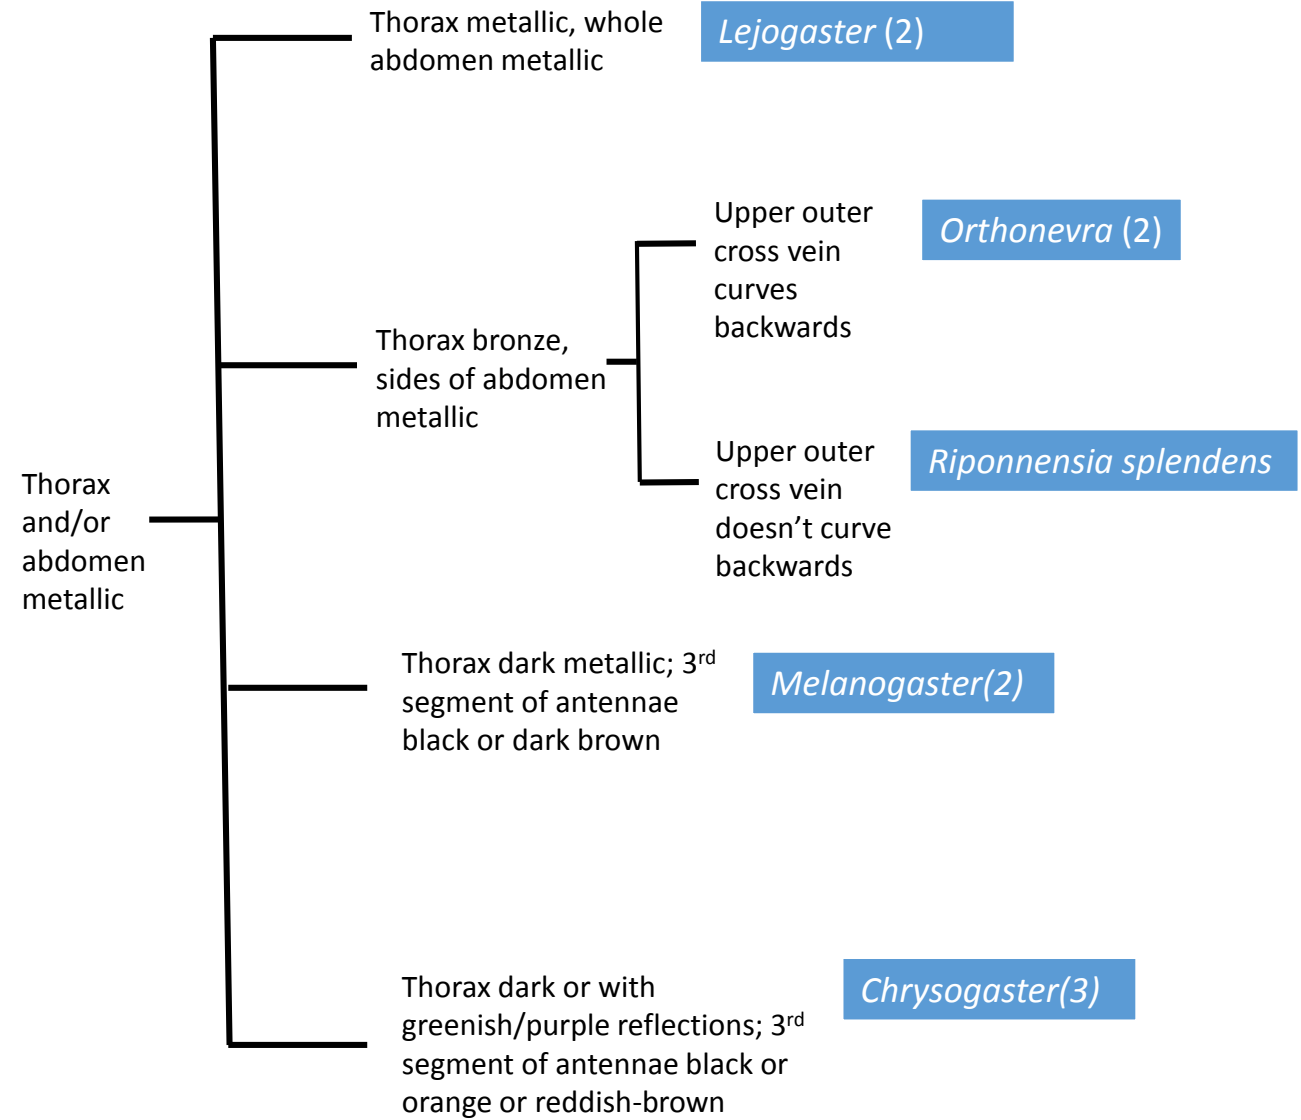 Thorax metallic, whole
abdomen metallic
Lejogaster (2)
Upper outer
cross vein
curves
backwards
Orthonevra (2)
Thorax bronze,
sides of abdomen
metallic
Upper outer
cross vein
doesn’t curve
backwards
Riponnensia splendens
Thorax
and/or
abdomen
metallic
Thorax dark metallic; 3rd
segment of antennae
black or dark brown
Melanogaster(2)
Thorax dark or with
greenish/purple reflections; 3rd
segment of antennae black or
orange or reddish-brown
Chrysogaster(3)